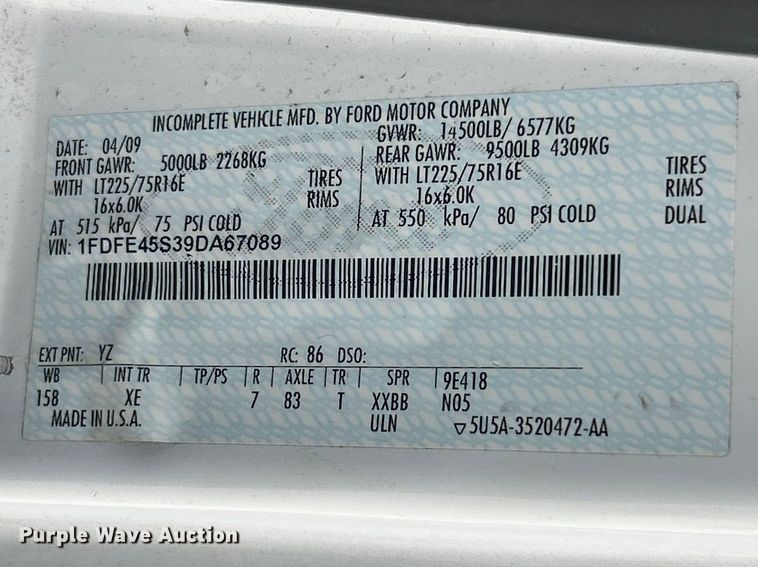 INCOMPLETE VEHICLE MFD. BY FORD MOTOR COMPANY
DATE: 04/09 GVWR: 14500LB/ 6577KG
FRONT GAWR: 5000LB 2268KG REAR GAWR: 9500LB 4309KG
WITH LT225/75R16E TIRES WITH LT225/75R16E TIRES
16x6.0K RIMS 16x6.0K RIMS
AT 515 kPa/ 75 PSI COLD AT 550 kPa/ 80 PSI COLD DUAL
VIN: 1FDFE45S39DA67089
EXT PNT: YZ RC: 86 DSO:
WB INT TR TP/PS R AXLE TR SPR 9E418
158 XE 7 83 T XXBB N05
MADE IN U.S.A. ULN ▽5U5A-3520472-AA
Purple Wave Auction